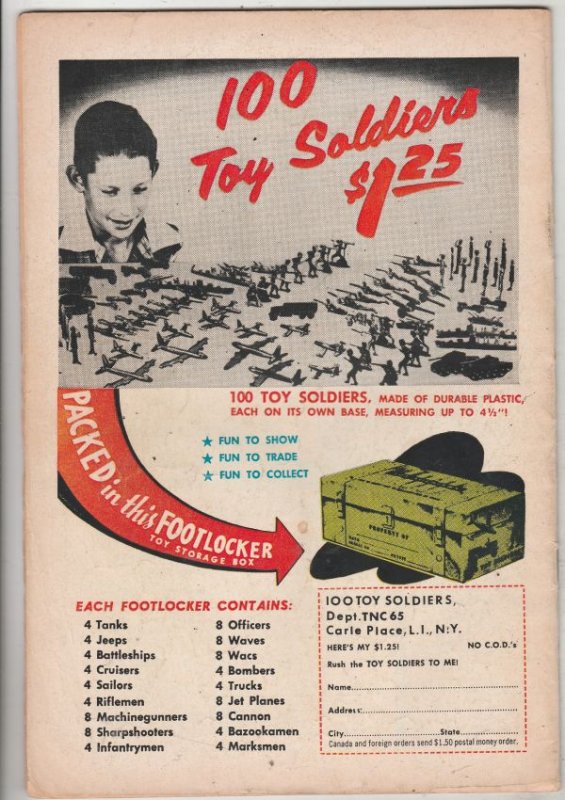 100
Toy Soldiers
$1.25
100 TOY SOLDIERS, MADE OF DURABLE PLASTIC,
EACH ON ITS OWN BASE, MEASURING UP TO 4½"!
★ FUN TO SHOW
★ FUN TO TRADE
★ FUN TO COLLECT
PACKED in this FOOTLOCKER
TOY STORAGE BOX
PROPERTY OF
EACH FOOTLOCKER CONTAINS:
4 Tanks
4 Jeeps
4 Battleships
4 Cruisers
4 Sailors
4 Riflemen
8 Machinegunners
8 Sharpshooters
4 Infantrymen
8 Officers
8 Waves
8 Wacs
4 Bombers
4 Trucks
8 Jet Planes
8 Cannon
4 Bazookamen
4 Marksmen
100 TOY SOLDIERS,
Dept. TNC 65
Carle Place, L.I., N.Y.
HERE'S MY $1.25! NO C.O.D.'s
Rush the TOY SOLDIERS TO ME!
Name
Address:
City State
Canada and foreign orders send $1.50 postal money order.